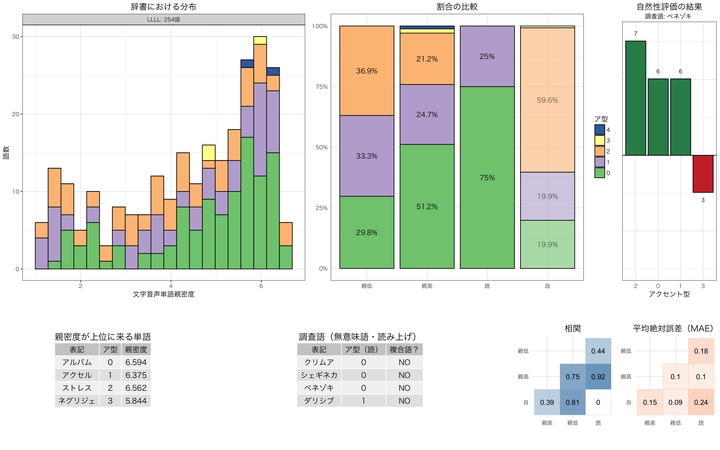 辞書における分布
LLLL: 254語
語数
30
20
10
0
2
4
6
文字音声単語親密度
割合の比較
100%
75%
50%
25%
0%
36.9%
33.3%
29.8%
21.2%
24.7%
51.2%
25%
75%
59.6%
19.9%
19.9%
親低
親高
読
自
ア型
4
3
2
1
0
自然性評価の結果
調査語: ペネゾキ
7
6
6
3
2
0
1
3
アクセント型
親密度が上位に来る単語
表記 ア型 親密度
アルバム 0 6.594
アクセル 1 6.375
ストレス 2 6.562
ネグリジェ 3 5.844
調査語（無意味語・読み上げ）
表記 ア型（読） 複合語？
クリムア 0 NO
シェギネカ 0 NO
ペネゾキ 0 NO
ダリシブ 1 NO
相関
親低
0.44
親高
0.75 0.92
自
0.39 0.81 0
親高 親低 読
平均絶対誤差（MAE）
0.18
0.1 0.1
0.15 0.09 0.24
親高 親低 読